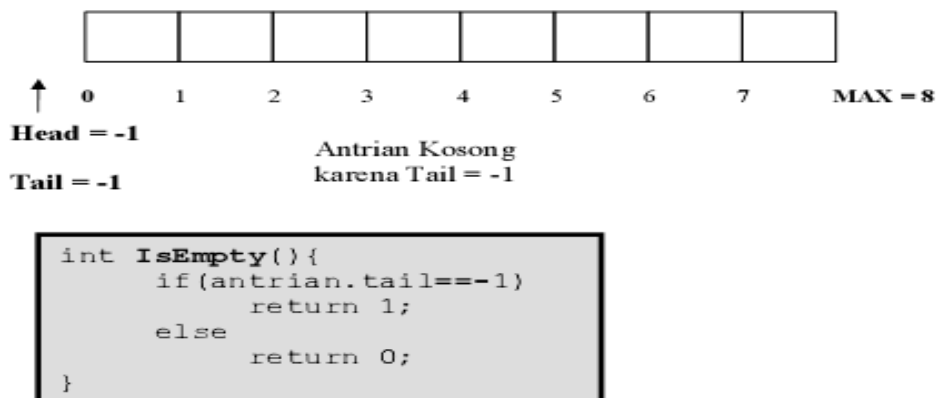 0 1 2 3 4 5 6 7 MAX = 8
Head = -1
Tail = -1
Antrian Kosong
karena Tail = -1
int IsEmpty(){
if(antrian.tail==-1)
return 1;
else
return 0;
}